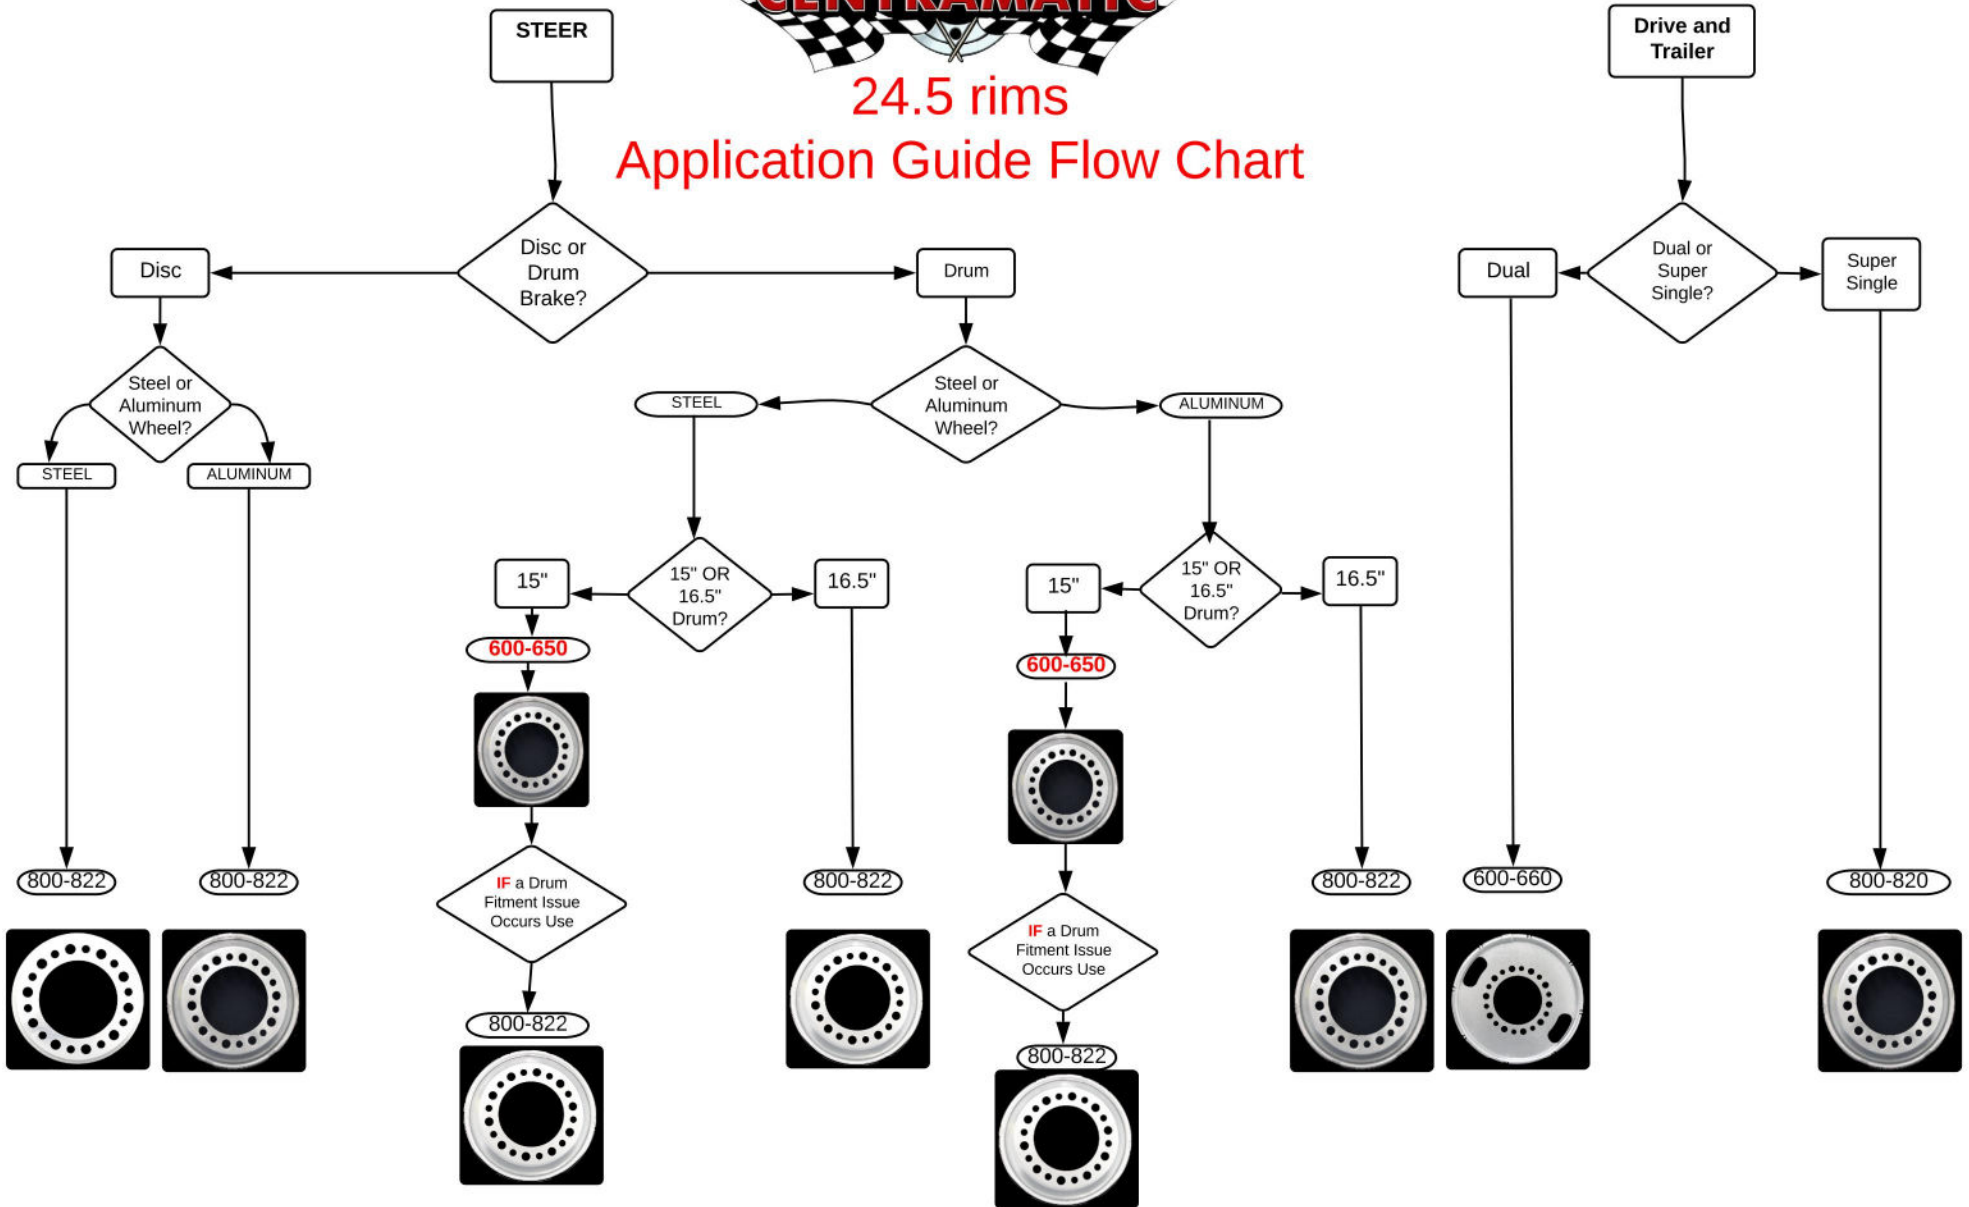 CENTRAMATIC
24.5 rims
Application Guide Flow Chart
STEER
Disc or
Drum
Brake?
Disc
Steel or
Aluminum
Wheel?
STEEL
ALUMINUM
800-822
800-822
Drum
Steel or
Aluminum
Wheel?
STEEL
15" OR
16.5"
Drum?
15"
600-650
IF a Drum
Fitment Issue
Occurs Use
800-822
16.5"
800-822
ALUMINUM
15" OR
16.5"
Drum?
15"
600-650
IF a Drum
Fitment Issue
Occurs Use
800-822
16.5"
800-822
Drive and
Trailer
Dual or
Super
Single?
Dual
600-660
Super
Single
800-820